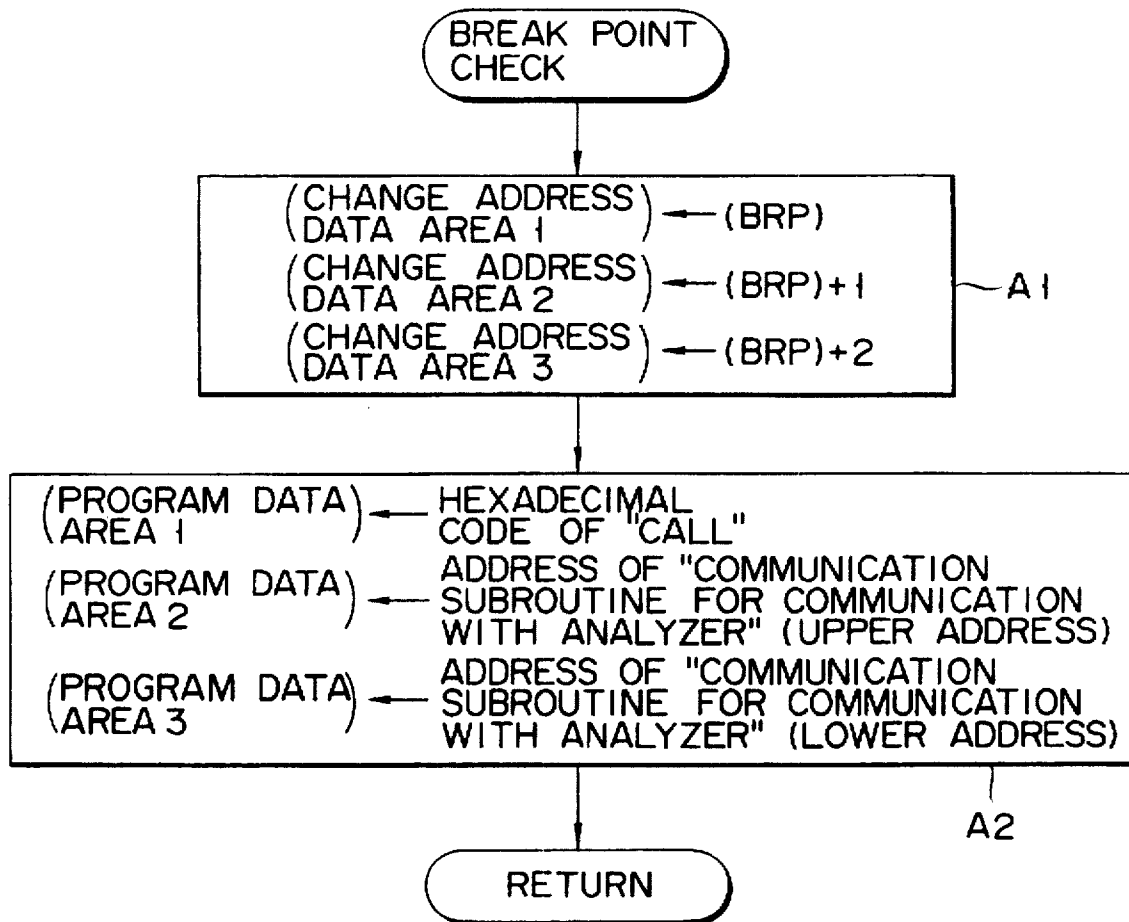 BREAK POINT
CHECK
(CHANGE ADDRESS
DATA AREA 1) ← (BRP)
(CHANGE ADDRESS
DATA AREA 2) ← (BRP)+1
(CHANGE ADDRESS
DATA AREA 3) ← (BRP)+2
A1
(PROGRAM DATA
AREA 1) ← HEXADECIMAL
CODE OF "CALL"
(PROGRAM DATA
AREA 2) ← ADDRESS OF "COMMUNICATION
SUBROUTINE FOR COMMUNICATION
WITH ANALYZER" (UPPER ADDRESS)
(PROGRAM DATA
AREA 3) ← ADDRESS OF "COMMUNICATION
SUBROUTINE FOR COMMUNICATION
WITH ANALYZER" (LOWER ADDRESS)
A2
RETURN